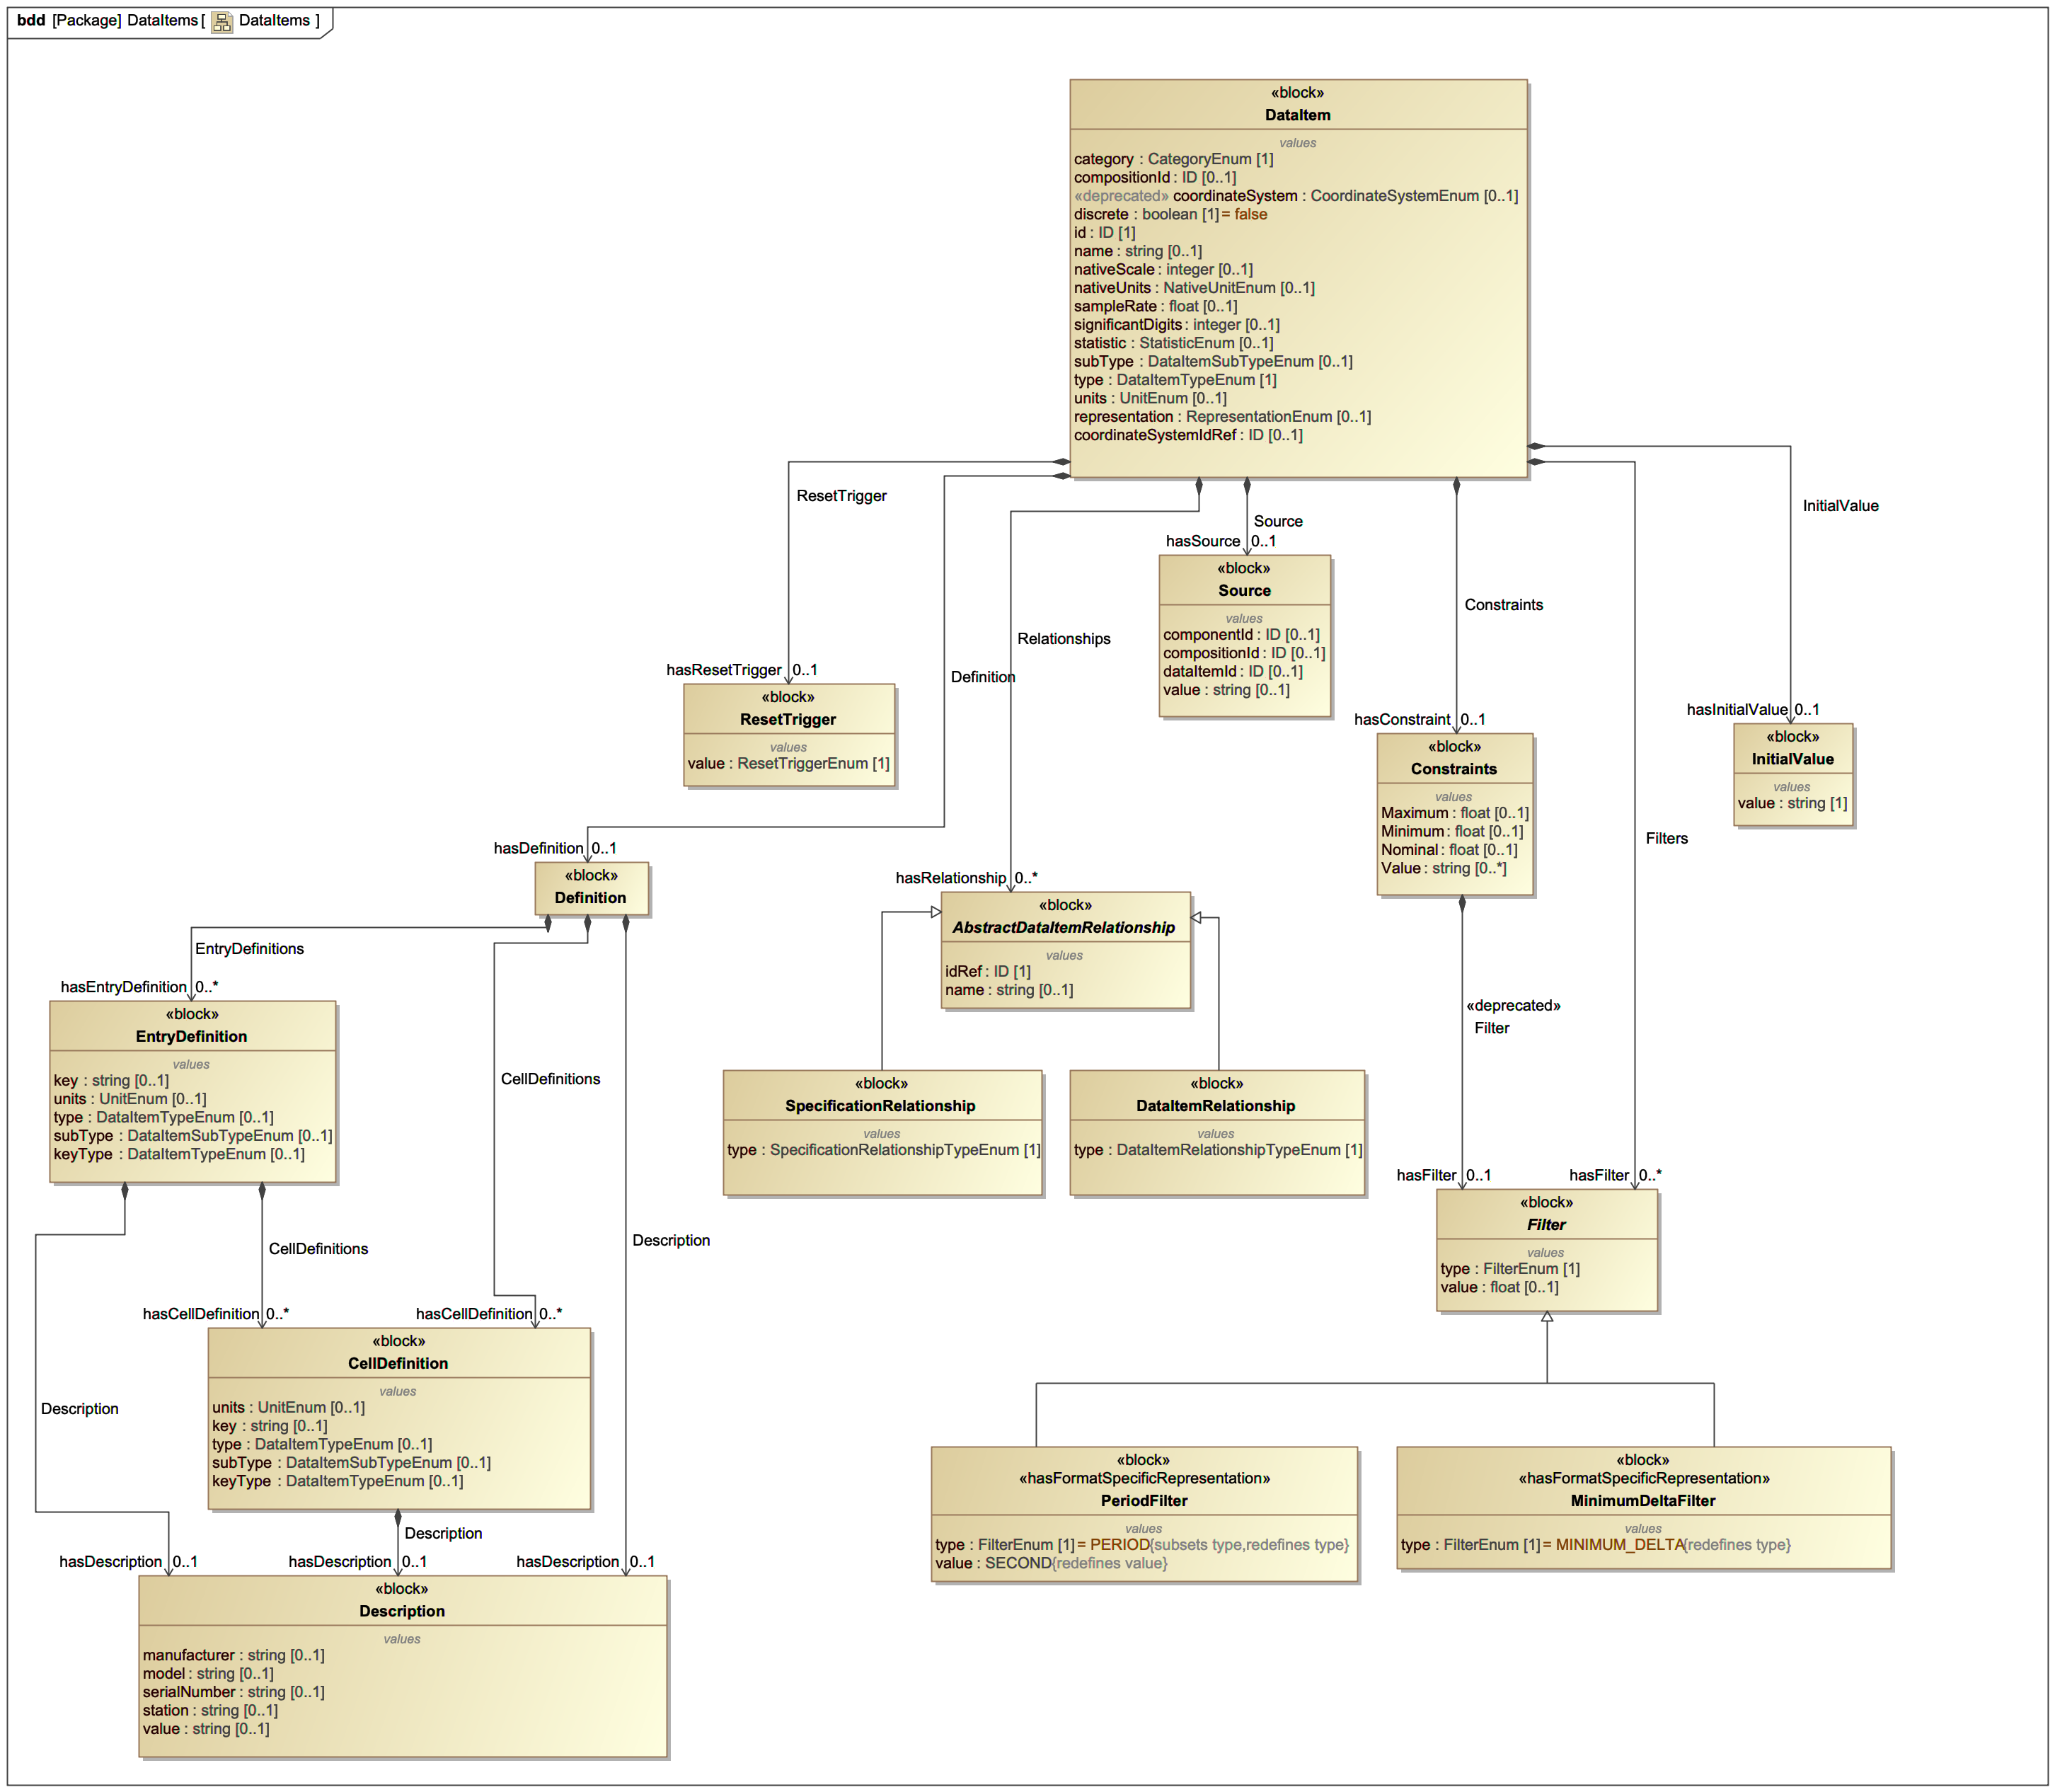 bdd [Package] DataItems [ DataItems ]
«block»
DataItem
values
category : CategoryEnum [1]
compositionId : ID [0..1]
«deprecated» coordinateSystem : CoordinateSystemEnum [0..1]
discrete : boolean [1] = false
id : ID [1]
name : string [0..1]
nativeScale : integer [0..1]
nativeUnits : NativeUnitEnum [0..1]
sampleRate : float [0..1]
significantDigits : integer [0..1]
statistic : StatisticEnum [0..1]
subType : DataItemSubTypeEnum [0..1]
type : DataItemTypeEnum [1]
units : UnitEnum [0..1]
representation : RepresentationEnum [0..1]
coordinateSystemIdRef : ID [0..1]
ResetTrigger
InitialValue
Source
hasSource 0..1
«block»
Source
values
componentId : ID [0..1]
compositionId : ID [0..1]
dataItemId : ID [0..1]
value : string [0..1]
Constraints
Relationships
Definition
hasResetTrigger 0..1
«block»
ResetTrigger
values
value : ResetTriggerEnum [1]
hasConstraint 0..1
«block»
Constraints
values
Maximum : float [0..1]
Minimum : float [0..1]
Nominal : float [0..1]
Value : string [0..*]
hasInitialValue 0..1
«block»
InitialValue
values
value : string [1]
Filters
hasDefinition 0..1
«block»
Definition
hasRelationship 0..*
«block»
AbstractDataItemRelationship
values
idRef : ID [1]
name : string [0..1]
EntryDefinitions
hasEntryDefinition 0..*
«block»
EntryDefinition
values
key : string [0..1]
units : UnitEnum [0..1]
type : DataItemTypeEnum [0..1]
subType : DataItemSubTypeEnum [0..1]
keyType : DataItemTypeEnum [0..1]
CellDefinitions
«deprecated»
Filter
«block»
SpecificationRelationship
values
type : SpecificationRelationshipTypeEnum [1]
«block»
DataItemRelationship
values
type : DataItemRelationshipTypeEnum [1]
hasFilter 0..1
hasFilter 0..*
«block»
Filter
values
type : FilterEnum [1]
value : float [0..1]
CellDefinitions
Description
hasCellDefinition 0..*
hasCellDefinition 0..*
«block»
CellDefinition
values
units : UnitEnum [0..1]
key : string [0..1]
type : DataItemTypeEnum [0..1]
subType : DataItemSubTypeEnum [0..1]
keyType : DataItemTypeEnum [0..1]
Description
Description
«block»
«hasFormatSpecificRepresentation»
PeriodFilter
values
type : FilterEnum [1] = PERIOD{subsets type,redefines type}
value : SECOND{redefines value}
«block»
«hasFormatSpecificRepresentation»
MinimumDeltaFilter
values
type : FilterEnum [1] = MINIMUM_DELTA{redefines type}
hasDescription 0..1
hasDescription 0..1
hasDescription 0..1
«block»
Description
values
manufacturer : string [0..1]
model : string [0..1]
serialNumber : string [0..1]
station : string [0..1]
value : string [0..1]